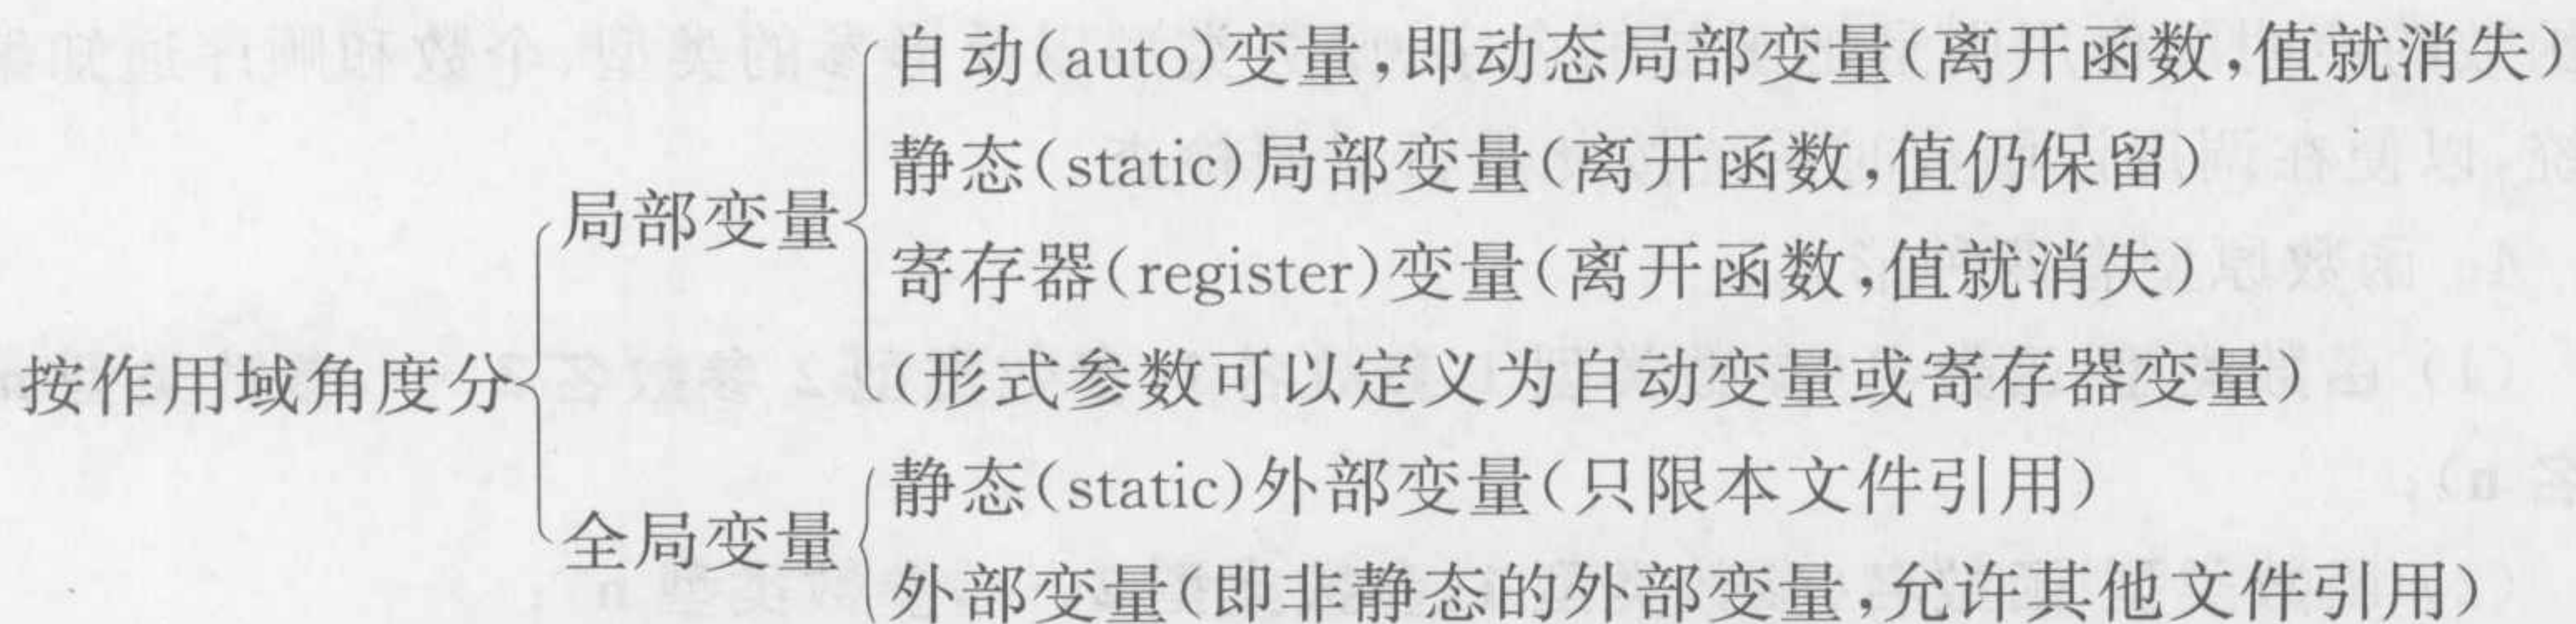 自动(auto)变量,即动态局部变量(离开函数,值就消失)
静态(static)局部变量(离开函数,值仍保留)
局部变量
寄存器(register)变量(离开函数,值就消失)
按作用域角度分
(形式参数可以定义为自动变量或寄存器变量)
静态(static)外部变量(只限本文件引用)
全局变量
外部变量(即非静态的外部变量,允许其他文件引用)